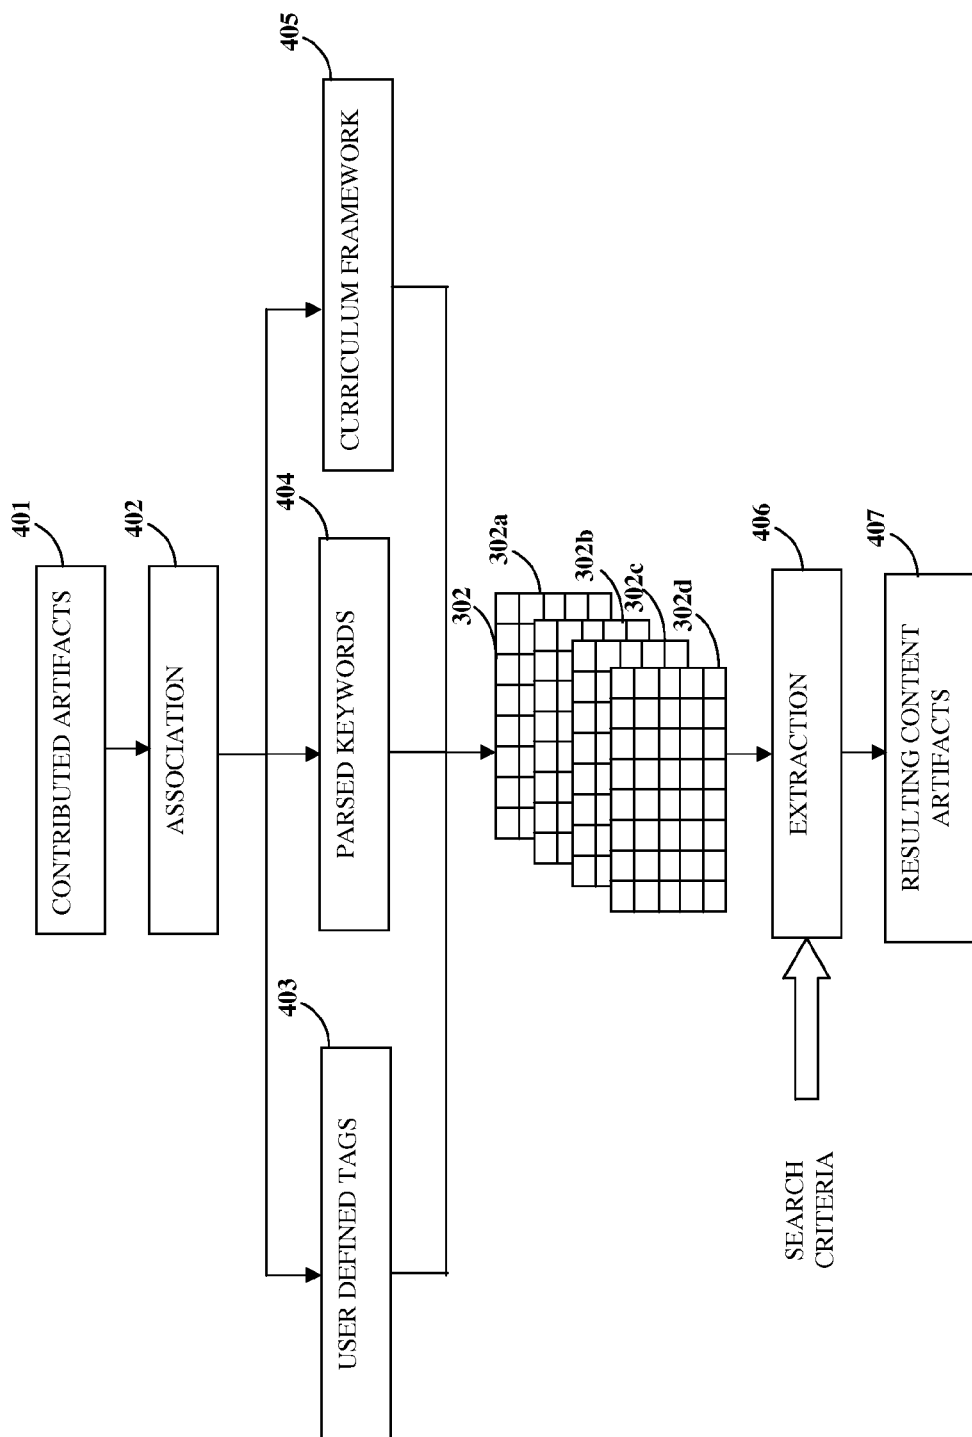 CONTRIBUTED ARTIFACTS
401
ASSOCIATION
402
USER DEFINED TAGS
403
PARSED KEYWORDS
404
CURRICULUM FRAMEWORK
405
302
302a
302b
302c
302d
SEARCH
CRITERIA
EXTRACTION
406
RESULTING CONTENT
ARTIFACTS
407